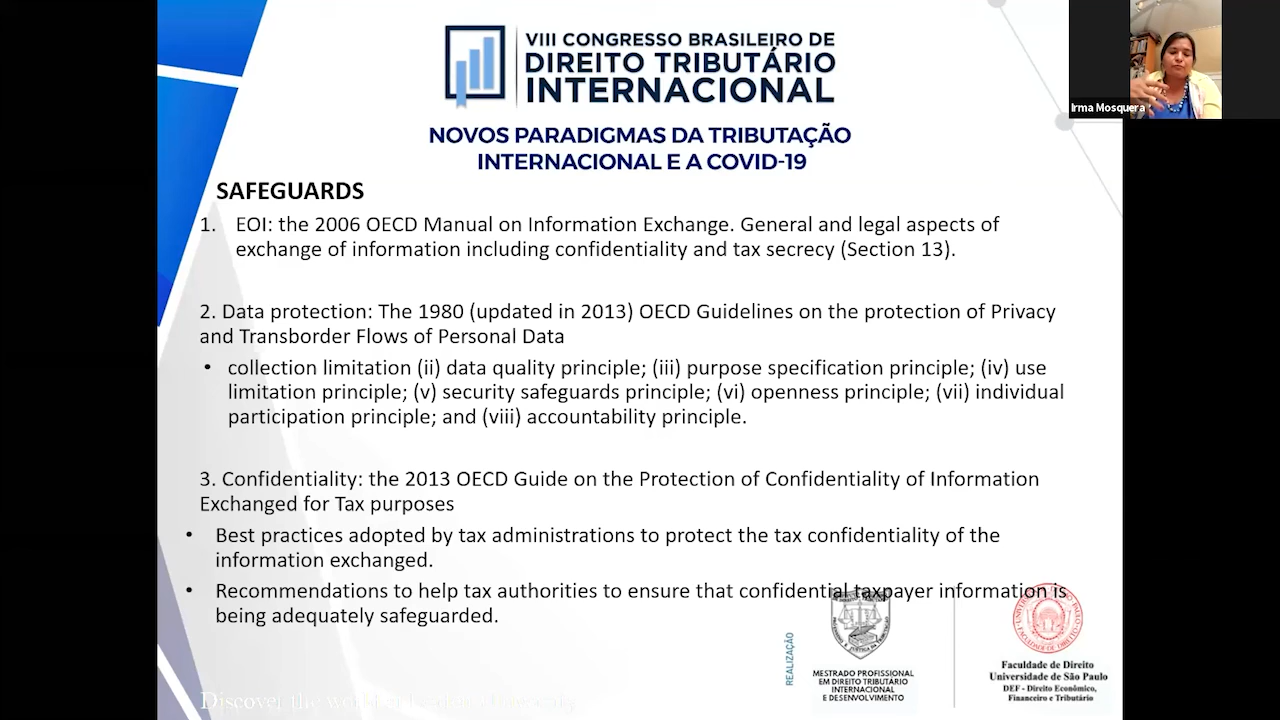 VIII CONGRESSO BRASILEIRO DE
DIREITO TRIBUTÁRIO
INTERNACIONAL
NOVOS PARADIGMAS DA TRIBUTAÇÃO
INTERNACIONAL E A COVID-19
Irma Mosquera
SAFEGUARDS
1. EOI: the 2006 OECD Manual on Information Exchange. General and legal aspects of
exchange of information including confidentiality and tax secrecy (Section 13).
2. Data protection: The 1980 (updated in 2013) OECD Guidelines on the protection of Privacy
and Transborder Flows of Personal Data
• collection limitation (ii) data quality principle; (iii) purpose specification principle; (iv) use
limitation principle; (v) security safeguards principle; (vi) openness principle; (vii) individual
participation principle; and (viii) accountability principle.
3. Confidentiality: the 2013 OECD Guide on the Protection of Confidentiality of Information
Exchanged for Tax purposes
• Best practices adopted by tax administrations to protect the tax confidentiality of the
information exchanged.
• Recommendations to help tax authorities to ensure that confidential taxpayer information is
being adequately safeguarded.
REALIZAÇÃO
MESTRADO PROFISSIONAL
EM DIREITO TRIBUTÁRIO
INTERNACIONAL
E DESENVOLVIMENTO
Faculdade de Direito
Universidade de São Paulo
DEF - Direito Econômico,
Financeiro e Tributário
Discover the world